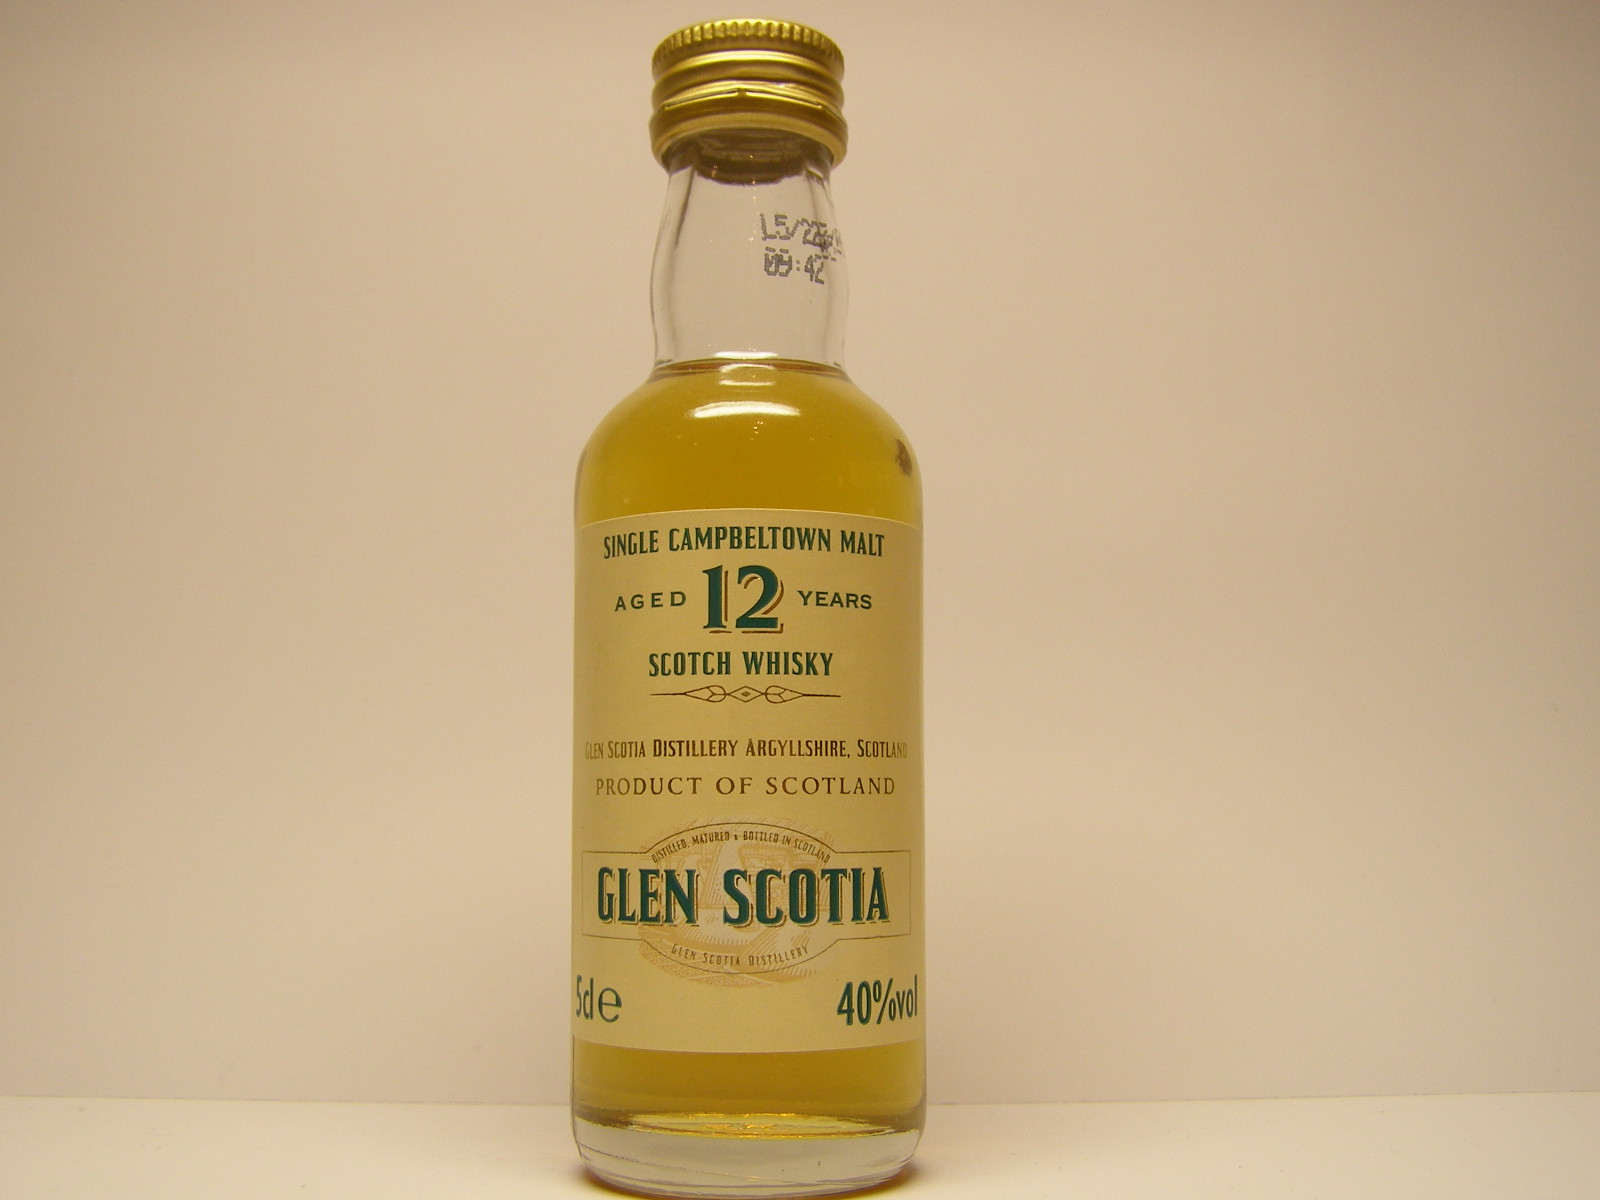 09:42
SINGLE CAMPBELTOWN MALT
AGED 12 YEARS
SCOTCH WHISKY
GLEN SCOTIA DISTILLERY ARGYLLSHIRE, SCOTLAND
PRODUCT OF SCOTLAND
DISTILLED, MATURED & BOTTLED IN SCOTLAND
GLEN SCOTIA
GLEN SCOTIA DISTILLERY
5cl e 40%vol